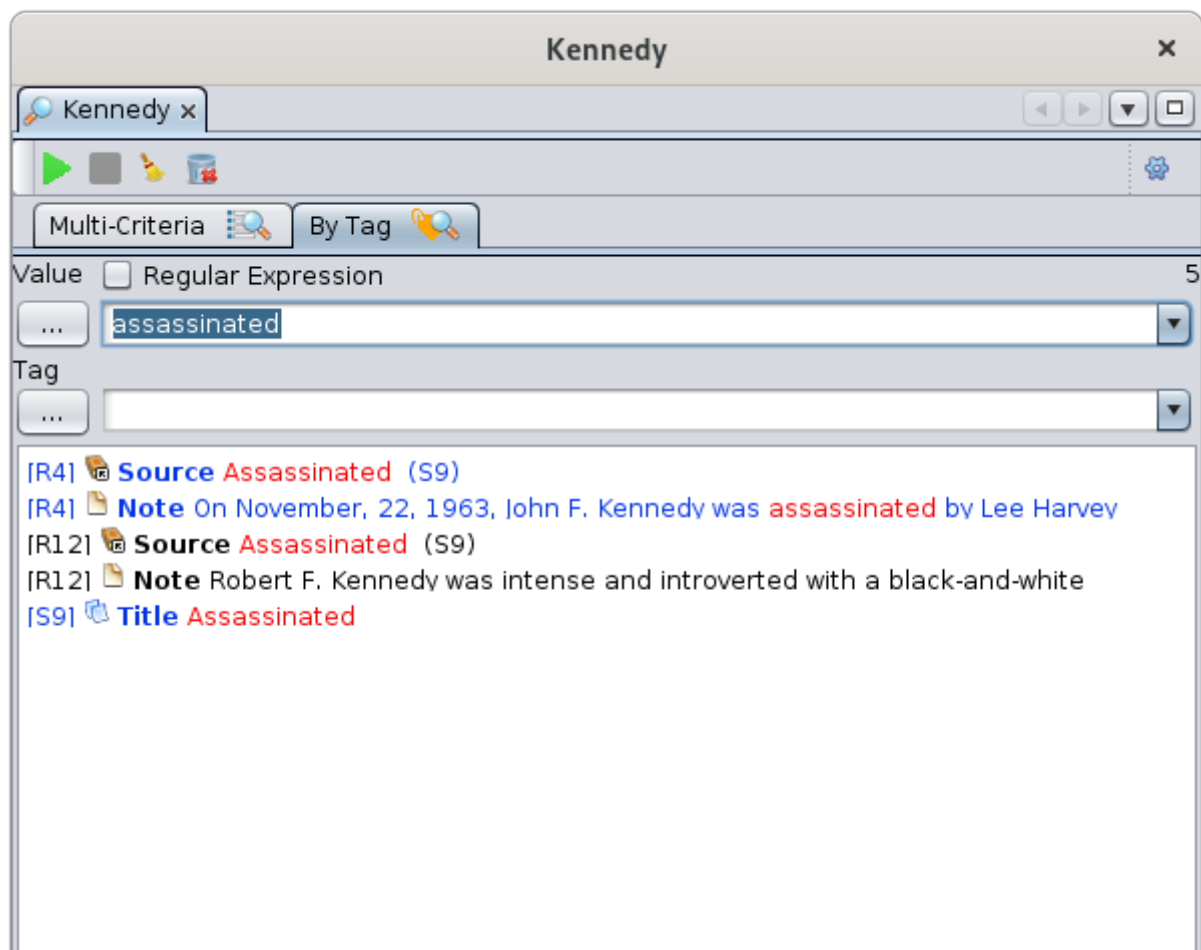 Kennedy
Kennedy
Multi-Criteria By Tag
Value Regular Expression 5
... assassinated
Tag
...
[R4] Source Assassinated (S9)
[R4] Note On November, 22, 1963, John F. Kennedy was assassinated by Lee Harvey
[R12] Source Assassinated (S9)
[R12] Note Robert F. Kennedy was intense and introverted with a black-and-white
[S9] Title Assassinated